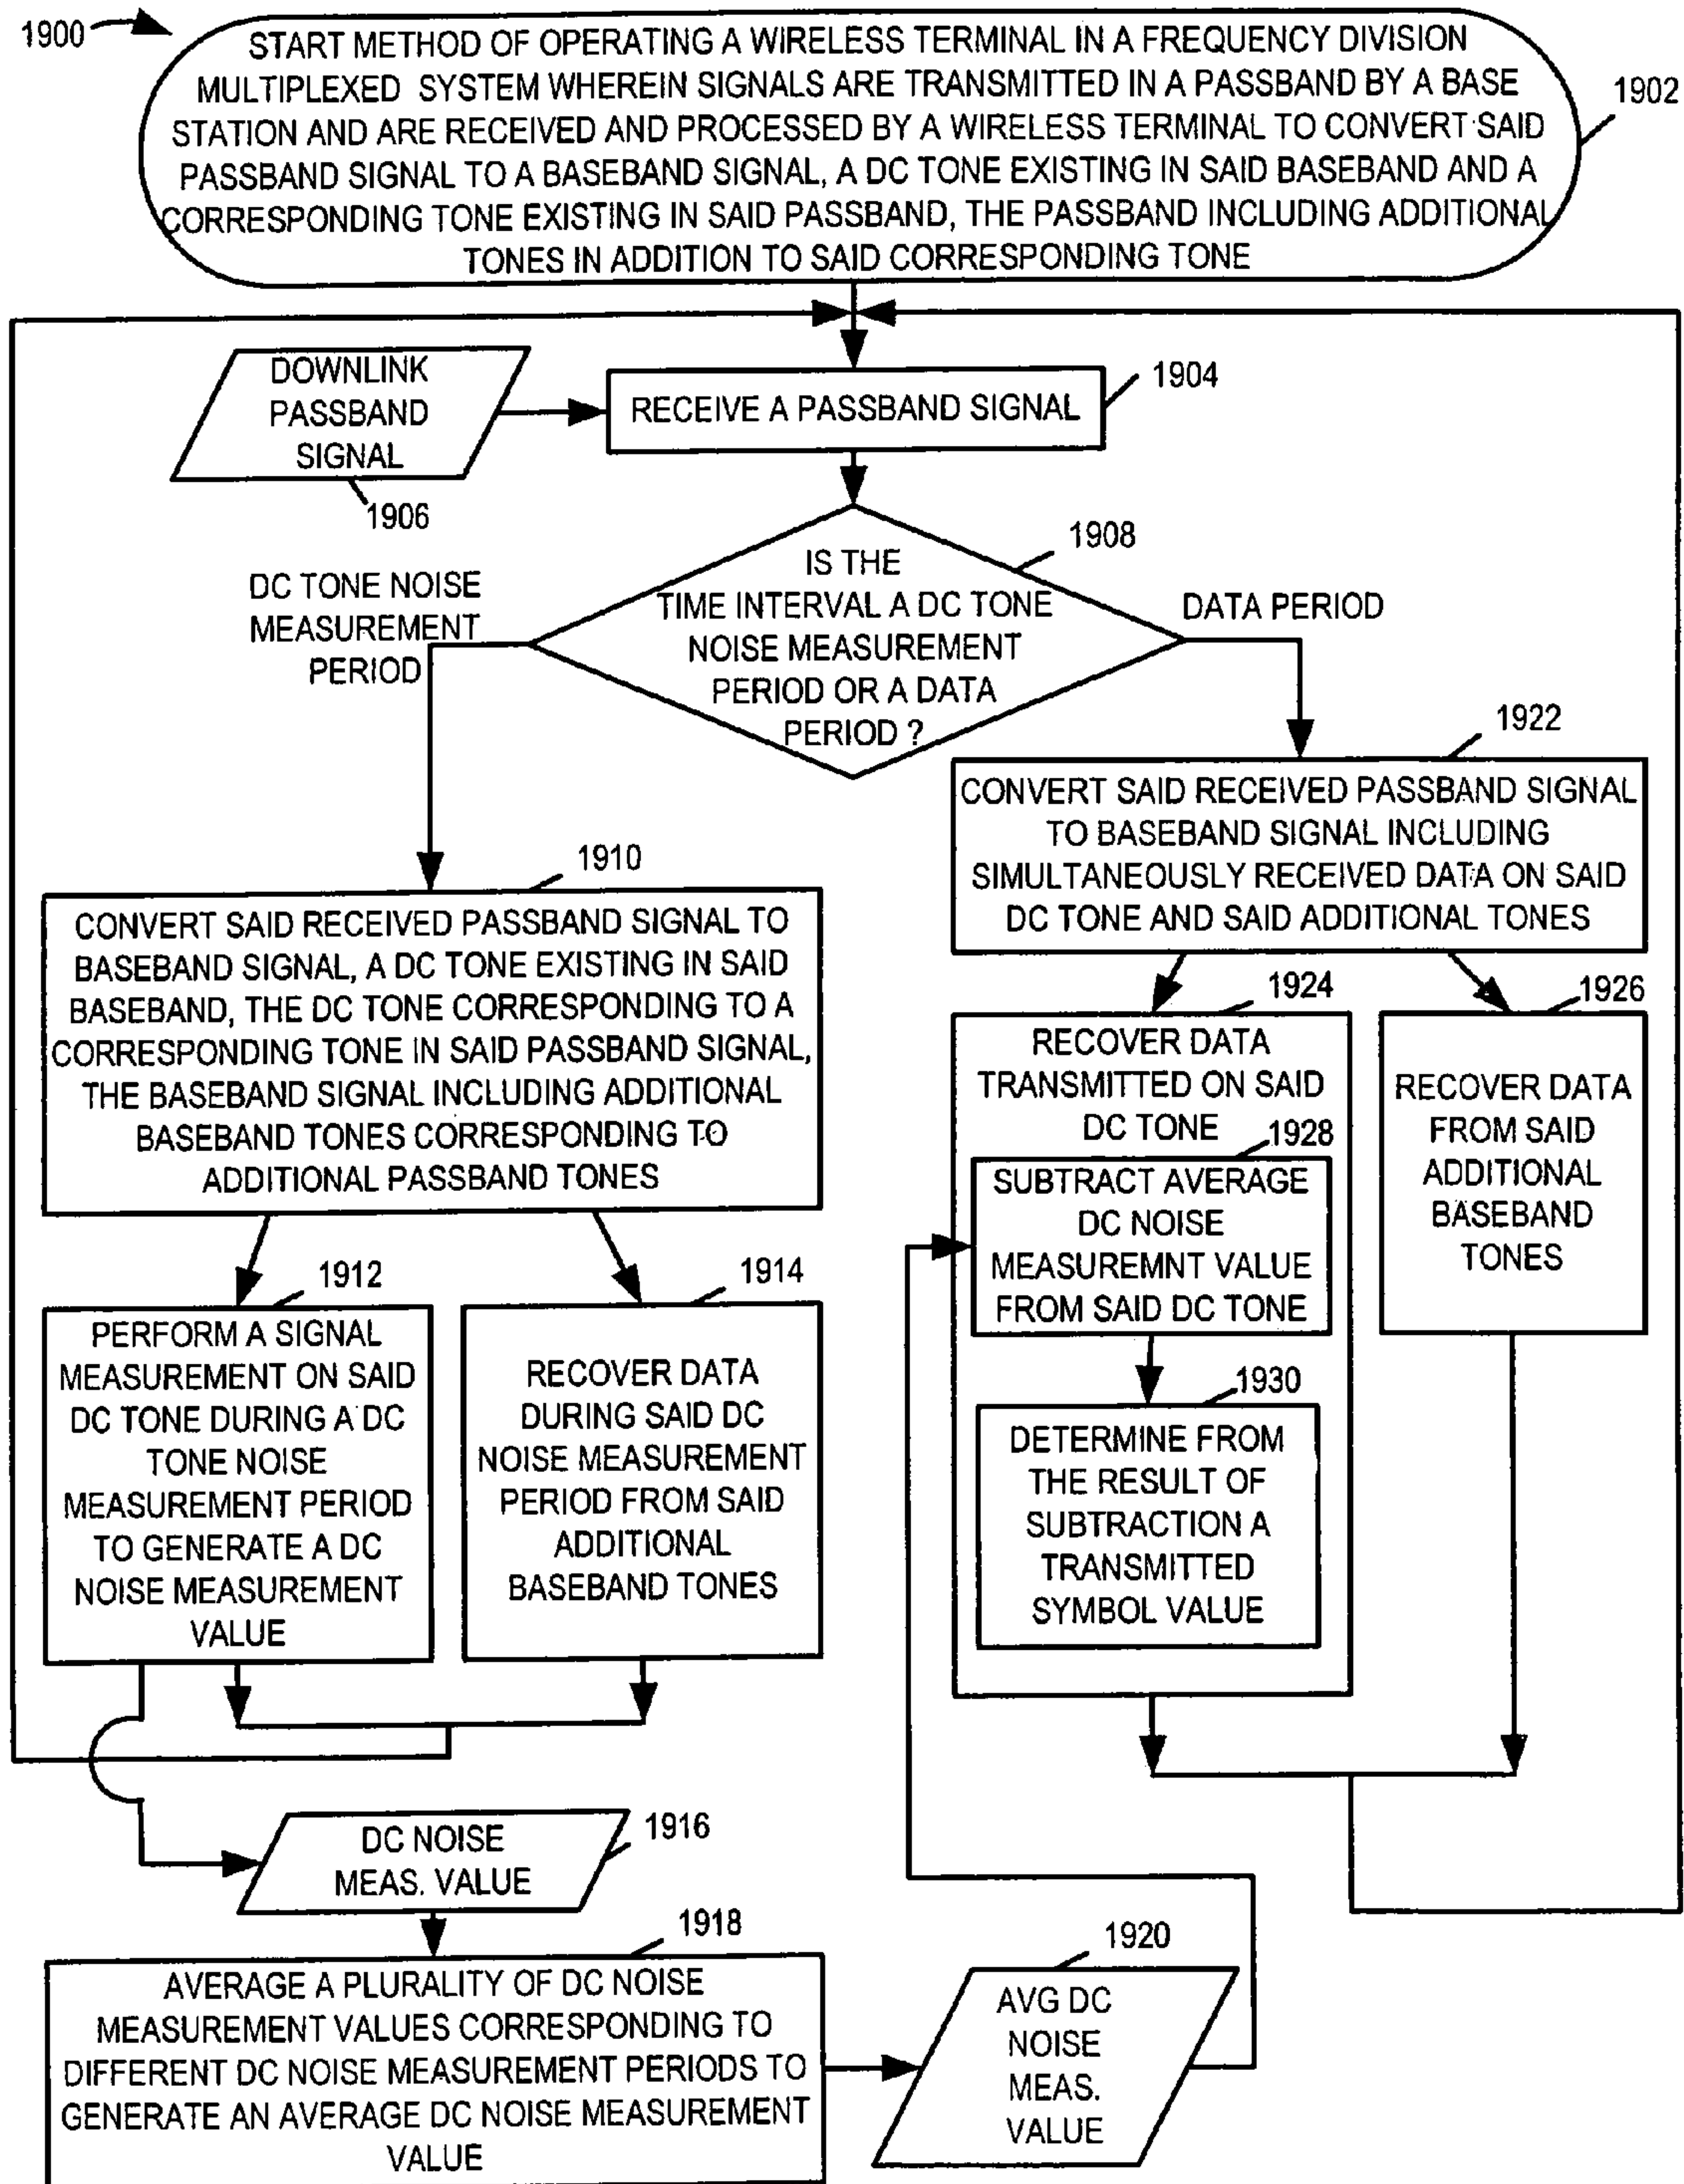 1900
START METHOD OF OPERATING A WIRELESS TERMINAL IN A FREQUENCY DIVISION
MULTIPLEXED SYSTEM WHEREIN SIGNALS ARE TRANSMITTED IN A PASSBAND BY A BASE
STATION AND ARE RECEIVED AND PROCESSED BY A WIRELESS TERMINAL TO CONVERT SAID
PASSBAND SIGNAL TO A BASEBAND SIGNAL, A DC TONE EXISTING IN SAID BASEBAND AND A
CORRESPONDING TONE EXISTING IN SAID PASSBAND, THE PASSBAND INCLUDING ADDITIONAL
TONES IN ADDITION TO SAID CORRESPONDING TONE
1902
DOWNLINK
PASSBAND
SIGNAL
1906
RECEIVE A PASSBAND SIGNAL
1904
IS THE
TIME INTERVAL A DC TONE
NOISE MEASUREMENT
PERIOD OR A DATA
PERIOD ?
1908
DC TONE NOISE
MEASUREMENT
PERIOD
DATA PERIOD
1910
CONVERT SAID RECEIVED PASSBAND SIGNAL TO
BASEBAND SIGNAL, A DC TONE EXISTING IN SAID
BASEBAND, THE DC TONE CORRESPONDING TO A
CORRESPONDING TONE IN SAID PASSBAND SIGNAL,
THE BASEBAND SIGNAL INCLUDING ADDITIONAL
BASEBAND TONES CORRESPONDING TO
ADDITIONAL PASSBAND TONES
1922
CONVERT SAID RECEIVED PASSBAND SIGNAL
TO BASEBAND SIGNAL INCLUDING
SIMULTANEOUSLY RECEIVED DATA ON SAID
DC TONE AND SAID ADDITIONAL TONES
1912
PERFORM A SIGNAL
MEASUREMENT ON SAID
DC TONE DURING A DC
TONE NOISE
MEASUREMENT PERIOD
TO GENERATE A DC
NOISE MEASUREMENT
VALUE
1914
RECOVER DATA
DURING SAID DC
NOISE MEASUREMENT
PERIOD FROM SAID
ADDITIONAL
BASEBAND TONES
1924
RECOVER DATA
TRANSMITTED ON SAID
DC TONE
1928
SUBTRACT AVERAGE
DC NOISE
MEASUREMNT VALUE
FROM SAID DC TONE
1930
DETERMINE FROM
THE RESULT OF
SUBTRACTION A
TRANSMITTED
SYMBOL VALUE
1926
RECOVER DATA
FROM SAID
ADDITIONAL
BASEBAND
TONES
DC NOISE
MEAS. VALUE
1916
1918
AVERAGE A PLURALITY OF DC NOISE
MEASUREMENT VALUES CORRESPONDING TO
DIFFERENT DC NOISE MEASUREMENT PERIODS TO
GENERATE AN AVERAGE DC NOISE MEASUREMENT
VALUE
1920
AVG DC
NOISE
MEAS.
VALUE